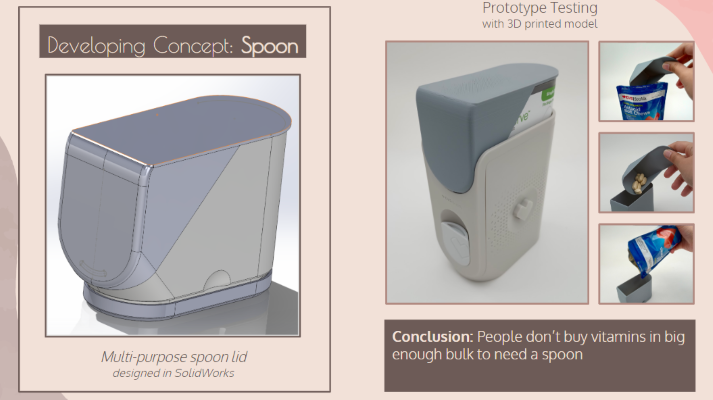 Developing Concept: Spoon
Multi-purpose spoon lid
designed in SolidWorks
Prototype Testing
with 3D printed model
Conclusion: People don't buy vitamins in big
enough bulk to need a spoon